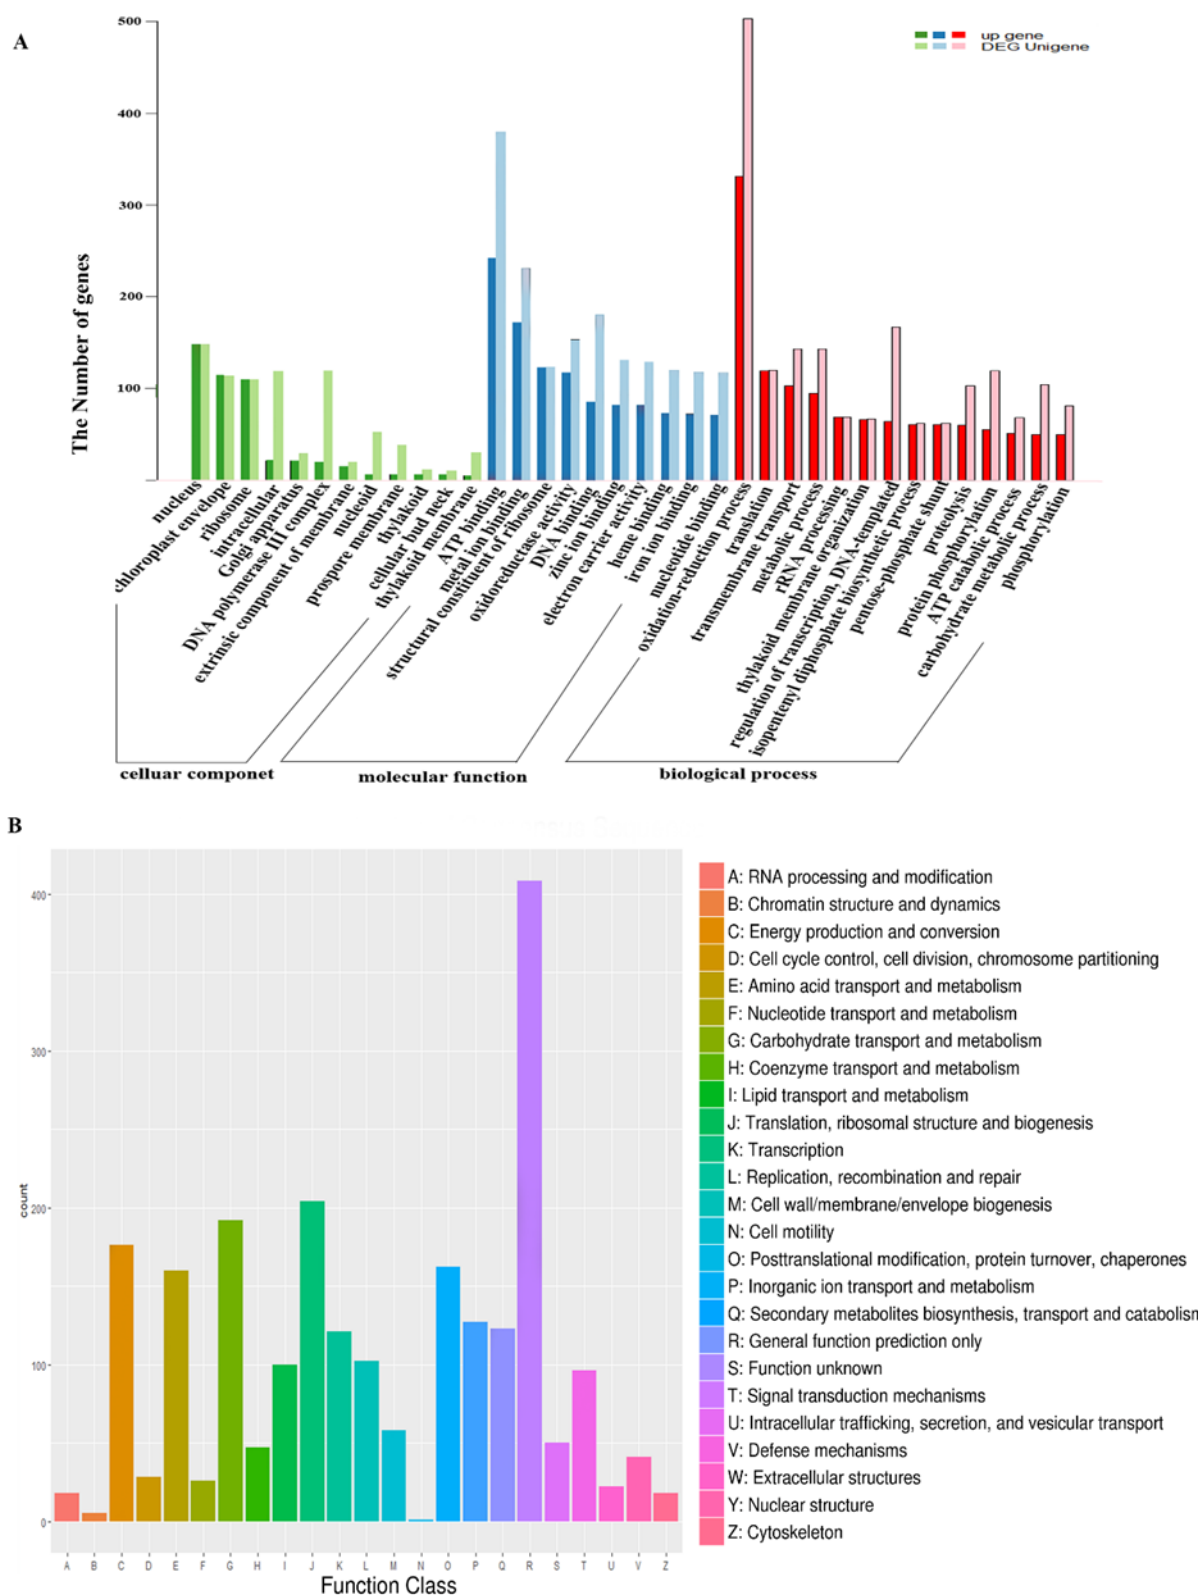 A
500
400
300
200
100
The Number of genes
up gene
DEG Unigene
nucleus
chloroplast envelope
ribosome
intracellular
Golgi apparatus
DNA polymerase III complex
extrinsic component of membrane
nucleoid
prospore membrane
thylakoid
cellular bud neck
thylakoid membrane
ATP binding
metal ion binding
structural constituent of ribosome
oxidoreductase activity
DNA binding
zinc ion binding
electron carrier activity
heme binding
iron ion binding
nucleotide binding
oxidation-reduction process
translation
transmembrane transport
metabolic process
rRNA processing
thylakoid membrane organization
regulation of transcription, DNA-templated
isopentenyl diphosphate biosynthetic process
pentose-phosphate shunt
proteolysis
protein phosphorylation
ATP catabolic process
carbohydrate metabolic process
phosphorylation
celluar componet
molecular function
biological process
B
400
300
200
100
0
count
A B C D E F G H I J K L M N O P Q R S T U V Z
Function Class
A: RNA processing and modification
B: Chromatin structure and dynamics
C: Energy production and conversion
D: Cell cycle control, cell division, chromosome partitioning
E: Amino acid transport and metabolism
F: Nucleotide transport and metabolism
G: Carbohydrate transport and metabolism
H: Coenzyme transport and metabolism
I: Lipid transport and metabolism
J: Translation, ribosomal structure and biogenesis
K: Transcription
L: Replication, recombination and repair
M: Cell wall/membrane/envelope biogenesis
N: Cell motility
O: Posttranslational modification, protein turnover, chaperones
P: Inorganic ion transport and metabolism
Q: Secondary metabolites biosynthesis, transport and catabolism
R: General function prediction only
S: Function unknown
T: Signal transduction mechanisms
U: Intracellular trafficking, secretion, and vesicular transport
V: Defense mechanisms
W: Extracellular structures
Y: Nuclear structure
Z: Cytoskeleton